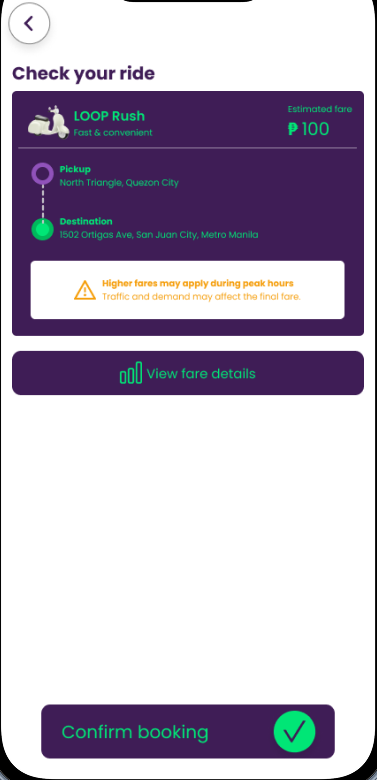 Check your ride
LOOP Rush
Fast & convenient
Estimated fare
₱ 100
Pickup
North Triangle, Quezon City
Destination
1502 Ortigas Ave, San Juan City, Metro Manila
Higher fares may apply during peak hours
Traffic and demand may affect the final fare.
View fare details
Confirm booking